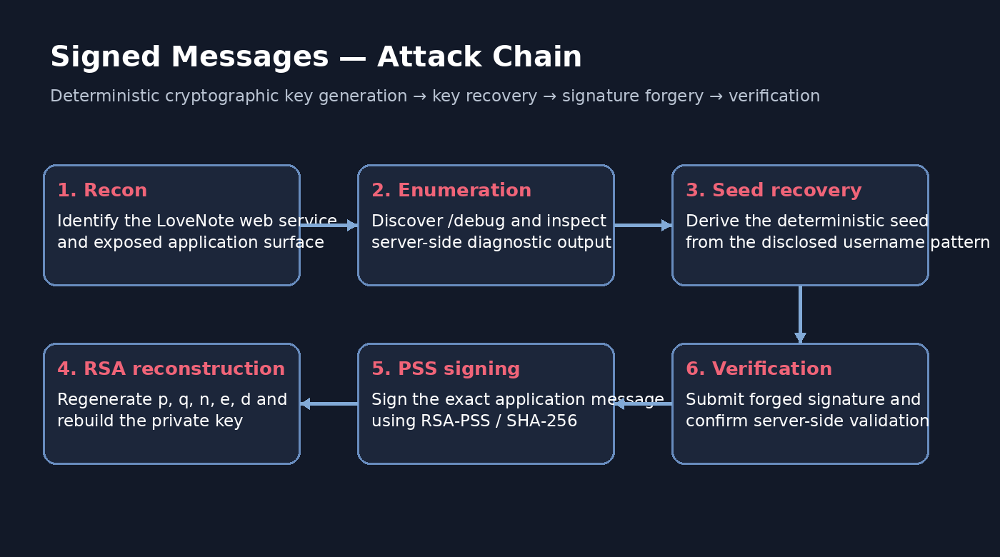 Signed Messages — Attack Chain
Deterministic cryptographic key generation → key recovery → signature forgery → verification
1. Recon
Identify the LoveNote web service
and exposed application surface
2. Enumeration
Discover /debug and inspect
server-side diagnostic output
3. Seed recovery
Derive the deterministic seed
from the disclosed username pattern
4. RSA reconstruction
Regenerate p, q, n, e, d and
rebuild the private key
5. PSS signing
Sign the exact application message
using RSA-PSS / SHA-256
6. Verification
Submit forged signature and
confirm server-side validation